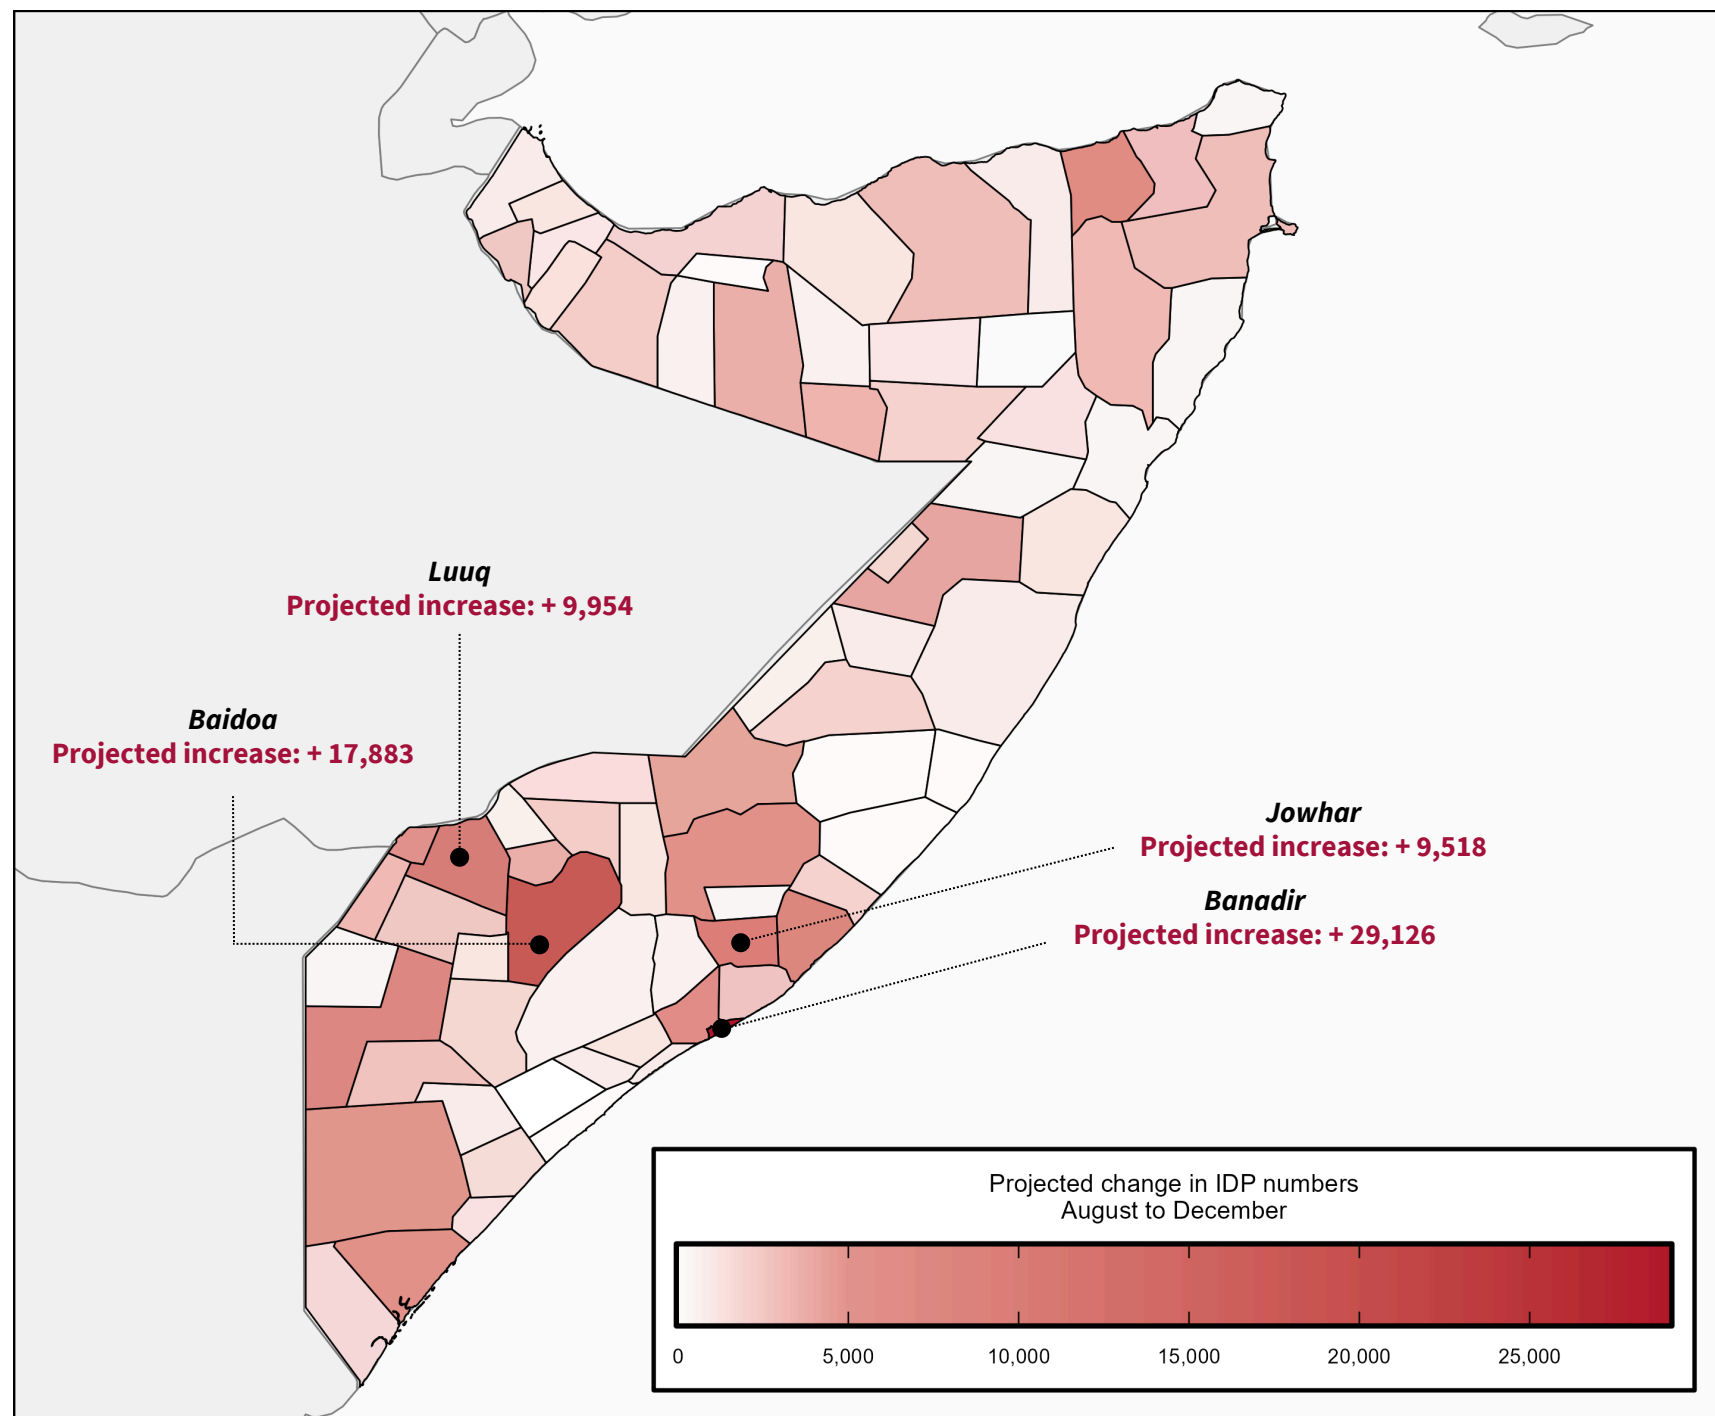 Luuq
Projected increase: + 9,954
Baidoa
Projected increase: + 17,883
Jowhar
Projected increase: + 9,518
Banadir
Projected increase: + 29,126
Projected change in IDP numbers
August to December
0 5,000 10,000 15,000 20,000 25,000